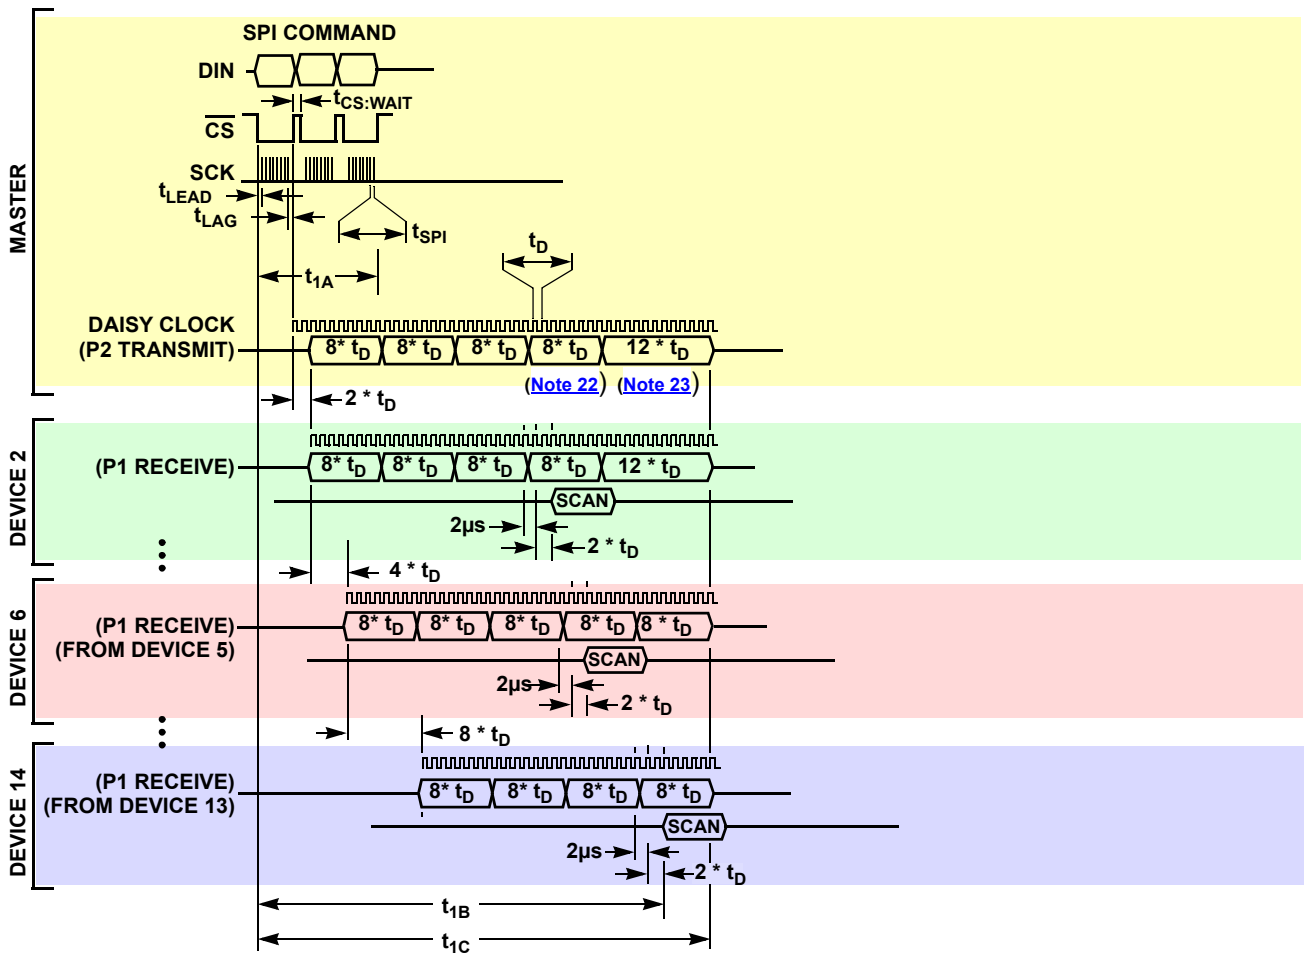 MASTER
SPI COMMAND
DIN
tCS:WAIT
CS
SCK
tLEAD
tLAG
tSPI
tD
t1A
DAISY CLOCK
(P2 TRANSMIT)
8* tD 8* tD 8* tD 8* tD 12 * tD
(Note 22) (Note 23)
2 * tD
DEVICE 2
(P1 RECEIVE)
8* tD 8* tD 8* tD 8* tD 12 * tD
SCAN
2µs
2 * tD
4 * tD
DEVICE 6
(P1 RECEIVE)
(FROM DEVICE 5)
8* tD 8* tD 8* tD 8* tD 8 * tD
SCAN
2µs
2 * tD
8 * tD
DEVICE 14
(P1 RECEIVE)
(FROM DEVICE 13)
8* tD 8* tD 8* tD 8* tD
SCAN
2µs
2 * tD
t1B
t1C